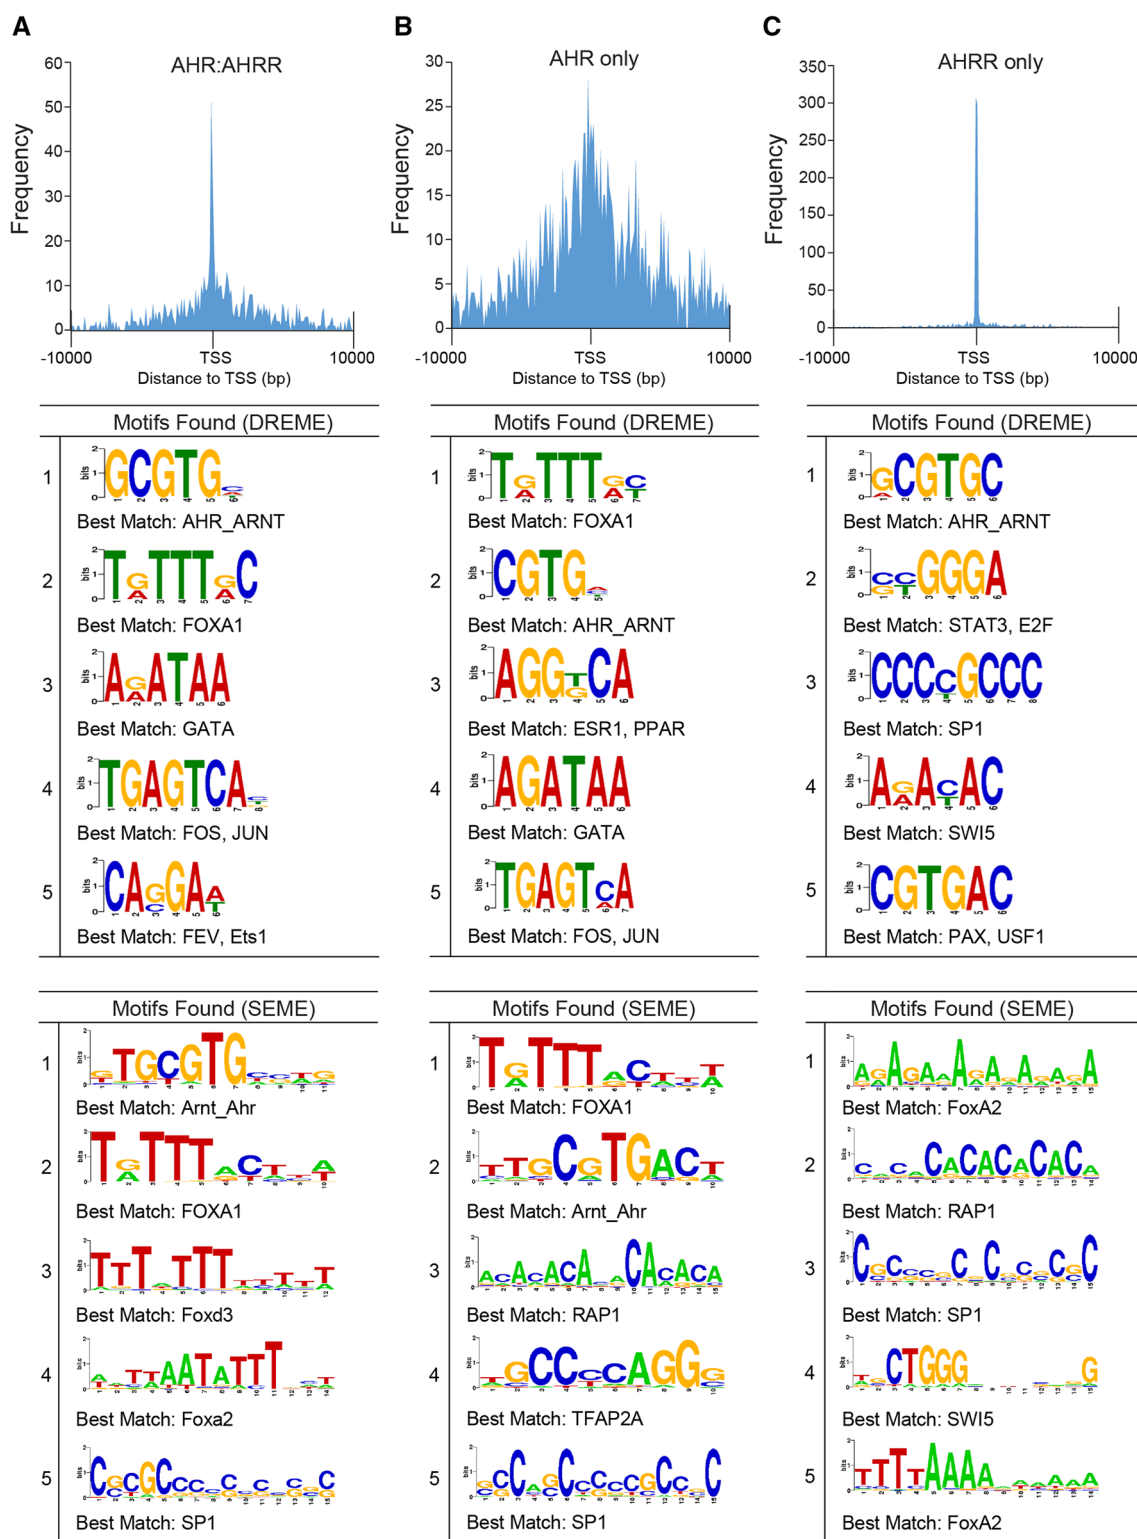 A
B
C
AHR:AHRR
AHR only
AHRR only
Frequency
60
50
40
30
20
10
0
-10000
TSS
10000
Distance to TSS (bp)
Frequency
30
25
20
15
10
5
0
-10000
TSS
10000
Distance to TSS (bp)
Frequency
350
300
250
200
150
100
50
0
-10000
TSS
10000
Distance to TSS (bp)
Motifs Found (DREME)
1
GCGTG
Best Match: AHR_ARNT
2
Best Match: FOXA1
3
Best Match: GATA
4
TGAGTCA
Best Match: FOS, JUN
5
Best Match: FEV, Ets1
Motifs Found (DREME)
1
Best Match: FOXA1
2
CGTG
Best Match: AHR_ARNT
3
Best Match: ESR1, PPAR
4
AGATAA
Best Match: GATA
5
Best Match: FOS, JUN
Motifs Found (DREME)
1
Best Match: AHR_ARNT
2
Best Match: STAT3, E2F
3
Best Match: SP1
4
Best Match: SWI5
5
CGTGAC
Best Match: PAX, USF1
Motifs Found (SEME)
1
Best Match: Arnt_Ahr
2
Best Match: FOXA1
3
Best Match: Foxd3
4
Best Match: Foxa2
5
Best Match: SP1
Motifs Found (SEME)
1
Best Match: FOXA1
2
Best Match: Arnt_Ahr
3
Best Match: RAP1
4
Best Match: TFAP2A
5
Best Match: SP1
Motifs Found (SEME)
1
Best Match: FoxA2
2
Best Match: RAP1
3
Best Match: SP1
4
Best Match: SWI5
5
Best Match: FoxA2